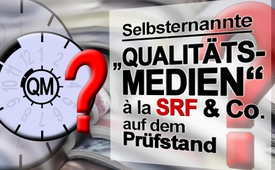 Selbsternannte
„QUALITÄTS-
MEDIEN“
à la SRF & Co.
auf dem
Prüfstand
QM
?
!